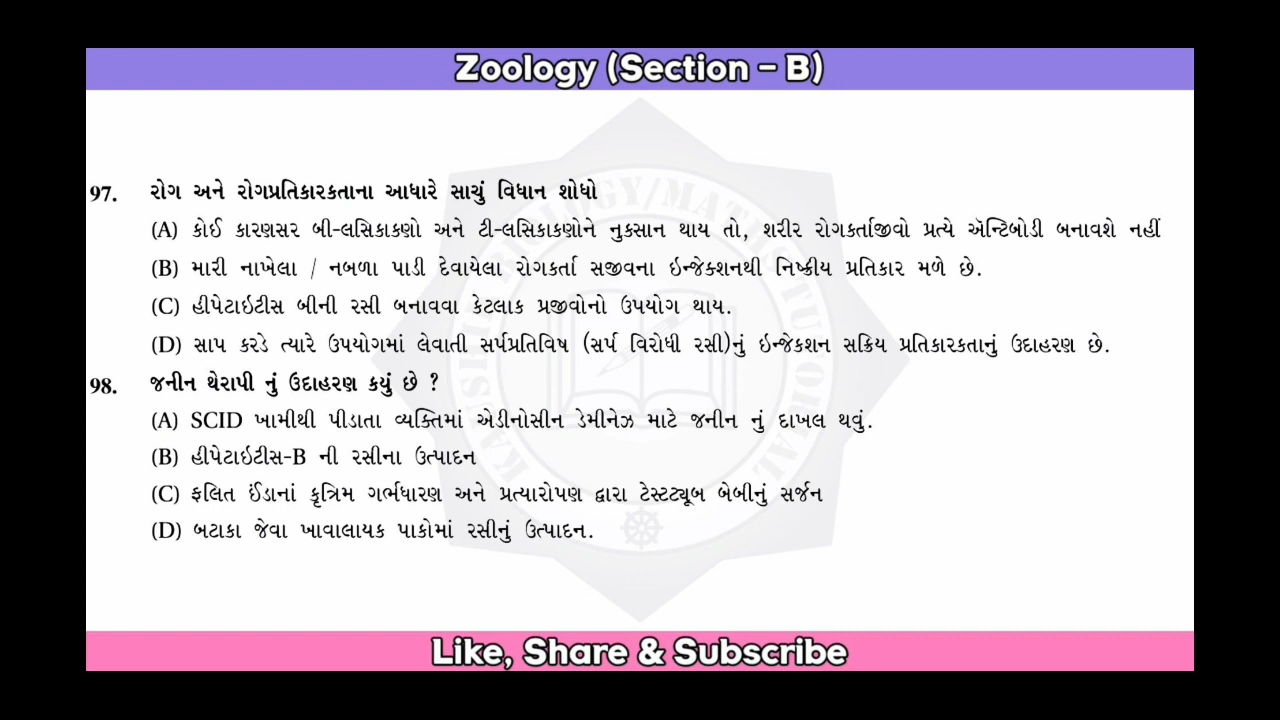 Zoology (Section – B)
97. રોગ અને રોગપ્રતિકારકતાના આધારે સાચું વિધાન શોધો
(A) કોઈ કારણસર બી-લસિકાકણો અને ટી-લસિકાકણોને નુકસાન થાય તો, શરીર રોગકર્તાજીવો પ્રત્યે ઍન્ટિબોડી બનાવશે નહીં
(B) મારી નાખેલા / નબળા પાડી દેવાયેલા રોગકર્તા સજીવના ઇન્જેક્શનથી નિષ્ક્રીય પ્રતિકાર મળે છે.
(C) હીપેટાઇટીસ બીની રસી બનાવવા કેટલાક પ્રજીવોનો ઉપયોગ થાય.
(D) સાપ કરડે ત્યારે ઉપયોગમાં લેવાતી સર્પપ્રતિવિષ (સર્પ વિરોધી રસી)નું ઇન્જેકશન સક્રિય પ્રતિકારકતાનું ઉદાહરણ છે.
98. જનીન થેરાપી નું ઉદાહરણ કયું છે ?
(A) SCID ખામીથી પીડાતા વ્યક્તિમાં એડીનોસીન ડેમીનેઝ માટે જનીન નું દાખલ થવું.
(B) હીપેટાઇટીસ-B ની રસીના ઉત્પાદન
(C) ફલિત ઈંડાનાં કૃત્રિમ ગર્ભધારણ અને પ્રત્યારોપણ દ્વારા ટેસ્ટટ્યૂબ બેબીનું સર્જન
(D) બટાકા જેવા ખાવાલાયક પાકોમાં રસીનું ઉત્પાદન.
Like, Share & Subscribe